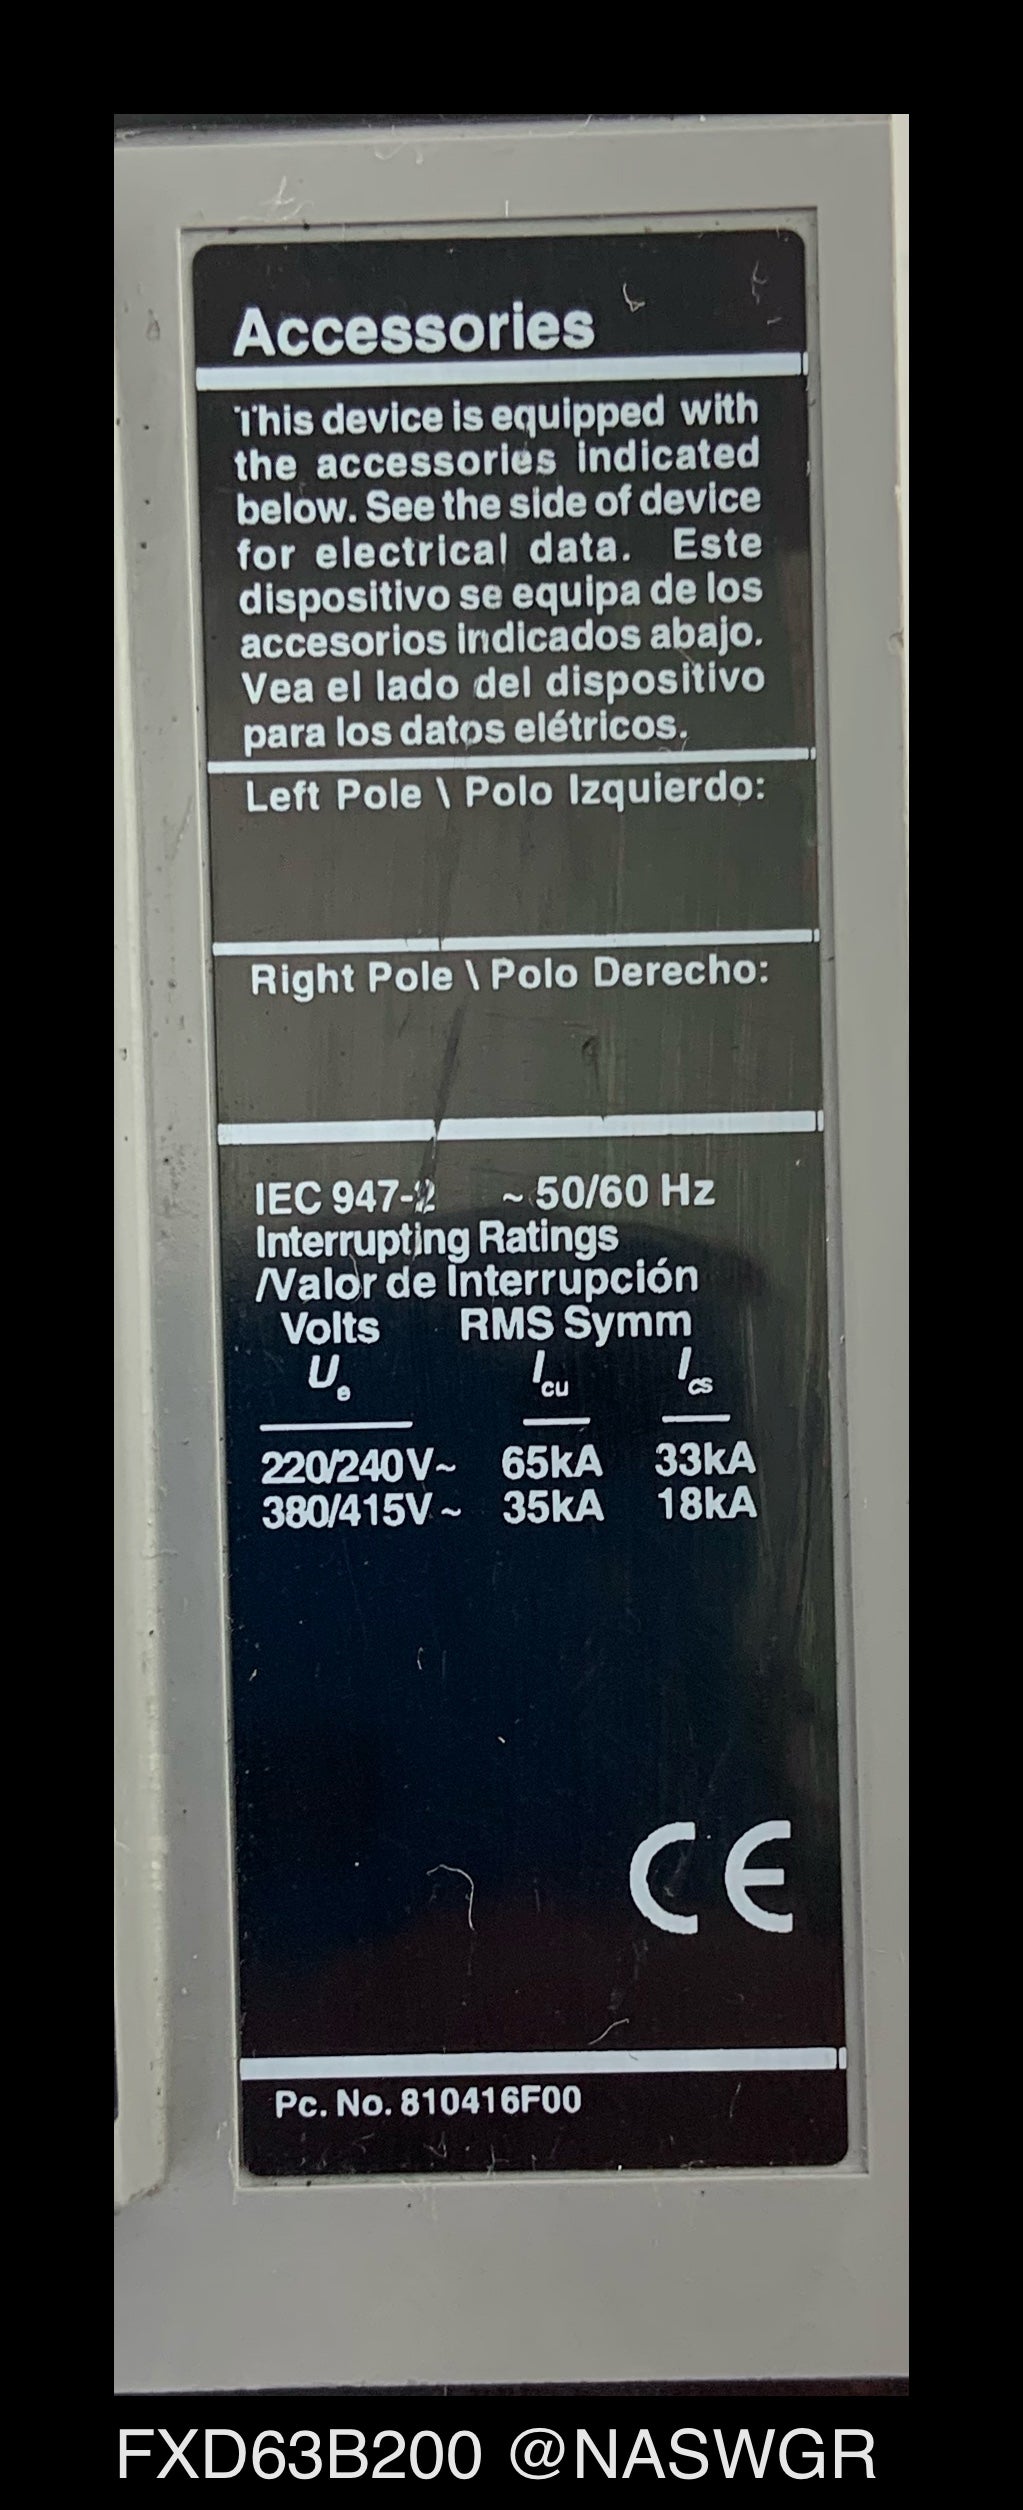 Accessories
This device is equipped with
the accessories indicated
below. See the side of device
for electrical data. Este
dispositivo se equipa de los
accesorios indicados abajo.
Vea el lado del dispositivo
para los datos elétricos.
Left Pole \ Polo Izquierdo:
Right Pole \ Polo Derecho:
IEC 947-2 ~ 50/60 Hz
Interrupting Ratings
/Valor de Interrupción
Volts RMS Symm
Ue Icu Ics
220/240V~ 65kA 33kA
380/415V~ 35kA 18kA
CE
Pc. No. 810416F00
FXD63B200 @NASWGR